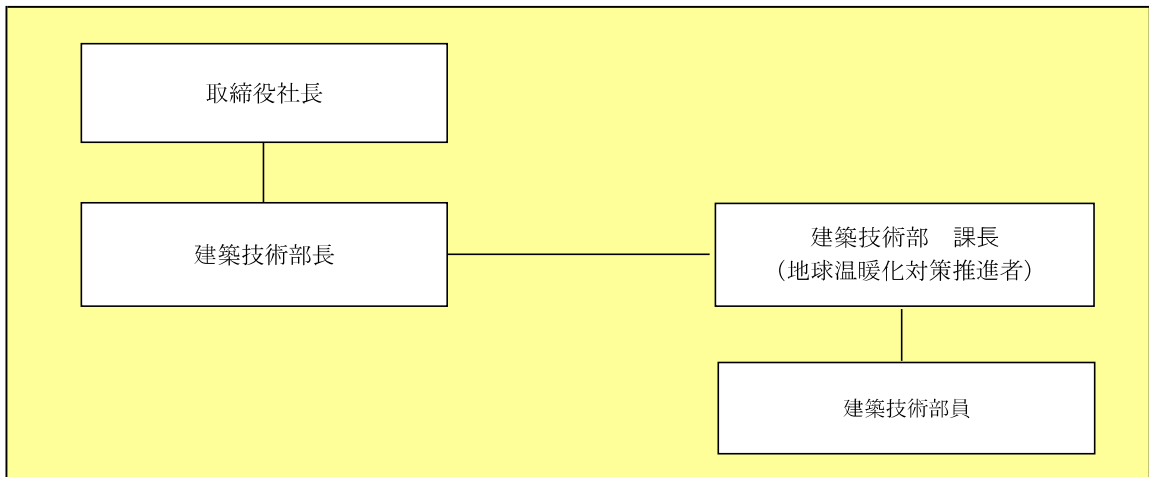 取締役社長
建築技術部長
建築技術部　課長
（地球温暖化対策推進者）
建築技術部員